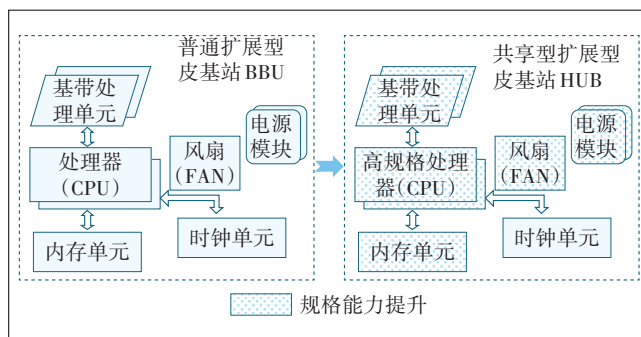 普通扩展型
皮基站 BBU
基带处
理单元
电源
模块
处理器
(CPU)
风扇
(FAN)
内存单元
时钟单元
共享型扩展型
皮基站 HUB
基带处
理单元
电源
模块
高规格处理
器(CPU)
风扇
(FAN)
内存单元
时钟单元
规格能力提升